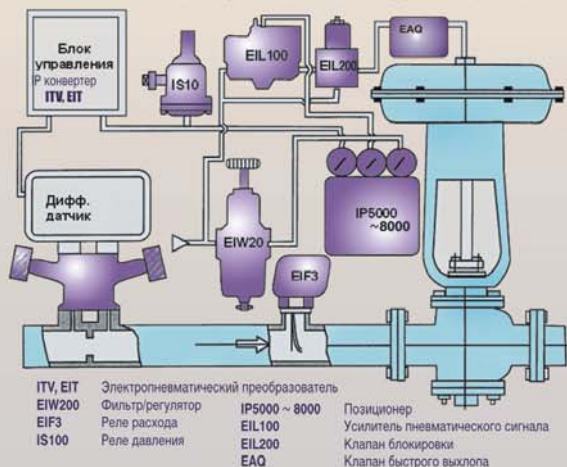 Блок
управления
IP конвертер
ITV, EIT
IS10
EIL100
EIL200
EAQ
Дифф.
датчик
EIW20
IP5000
~8000
EIF3
ITV, EIT Электропневматический преобразователь
EIW200 Фильтр/регулятор
EIF3 Реле расхода
IS100 Реле давления
IP5000 ~ 8000 Позиционер
EIL100 Усилитель пневматического сигнала
EIL200 Клапан блокировки
EAQ Клапан быстрого выхлопа